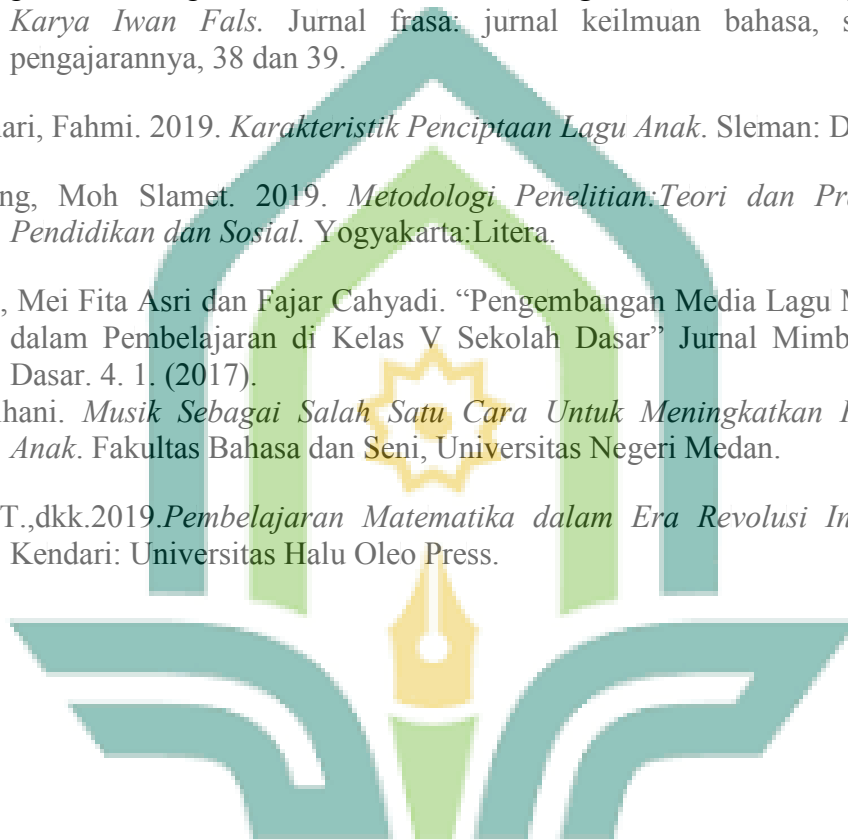 Karya Iwan Fals. Jurnal frasa: jurnal keilmuan bahasa, s
pengajarannya, 38 dan 39.
ari, Fahmi. 2019. Karakteristik Penciptaan Lagu Anak. Sleman: D
ng, Moh Slamet. 2019. Metodologi Penelitian:Teori dan Pr
Pendidikan dan Sosial. Yogyakarta:Litera.
, Mei Fita Asri dan Fajar Cahyadi. “Pengembangan Media Lagu M
dalam Pembelajaran di Kelas V Sekolah Dasar” Jurnal Mimb
Dasar. 4. 1. (2017).
hani. Musik Sebagai Salah Satu Cara Untuk Meningkatkan
Anak. Fakultas Bahasa dan Seni, Universitas Negeri Medan.
T.,dkk.2019.Pembelajaran Matematika dalam Era Revolusi In
Kendari: Universitas Halu Oleo Press.